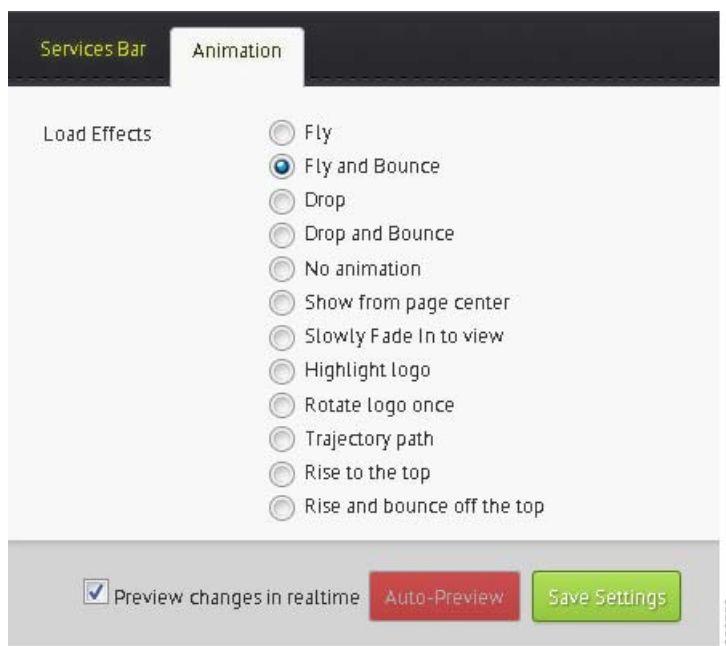 Services Bar Animation
Load Effects Fly
Fly and Bounce
Drop
Drop and Bounce
No animation
Show from page center
Slowly Fade In to view
Highlight logo
Rotate logo once
Trajectory path
Rise to the top
Rise and bounce off the top
Preview changes in realtime Auto-Preview Save Settings